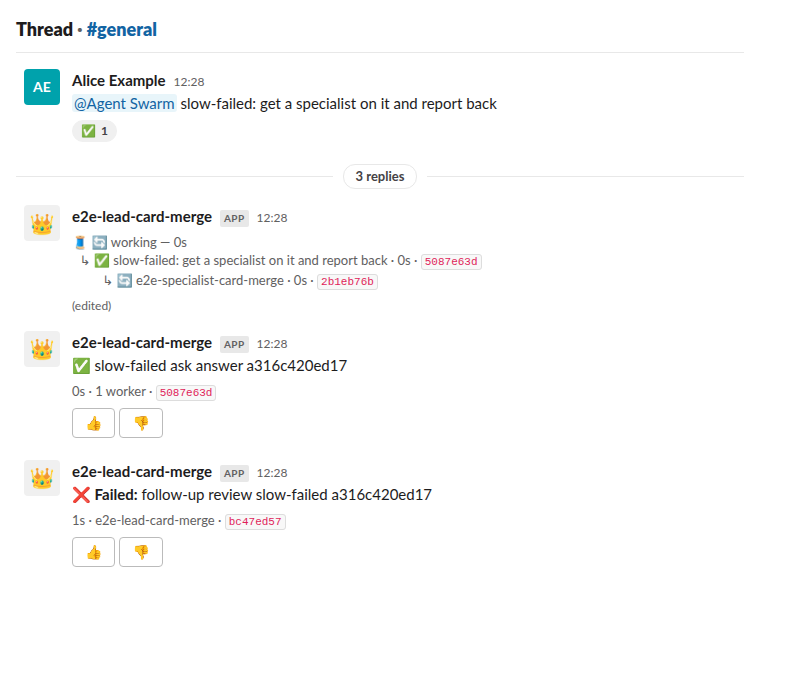 Thread • #general
AE
Alice Example 12:28
@Agent Swarm slow-failed: get a specialist on it and report back
✅ 1
3 replies
e2e-lead-card-merge APP 12:28
🧵 🔄 working — 0s
↳ ✅ slow-failed: get a specialist on it and report back · 0s · 5087e63d
↳ 🔄 e2e-specialist-card-merge · 0s · 2b1eb76b
(edited)
e2e-lead-card-merge APP 12:28
✅ slow-failed ask answer a316c420ed17
0s · 1 worker · 5087e63d
👍 👎
e2e-lead-card-merge APP 12:28
❌ Failed: follow-up review slow-failed a316c420ed17
1s · e2e-lead-card-merge · bc47ed57
👍 👎